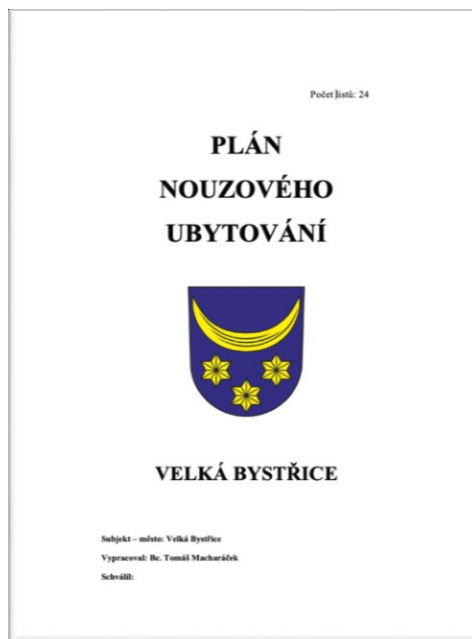 Počet listů: 24
PLÁN
NOUZOVÉHO
UBYTOVÁNÍ
VELKÁ BYSTŘICE
Subjekt – město: Velká Bystřice
Vypracoval: Bc. Tomáš Macharáček
Schválil: